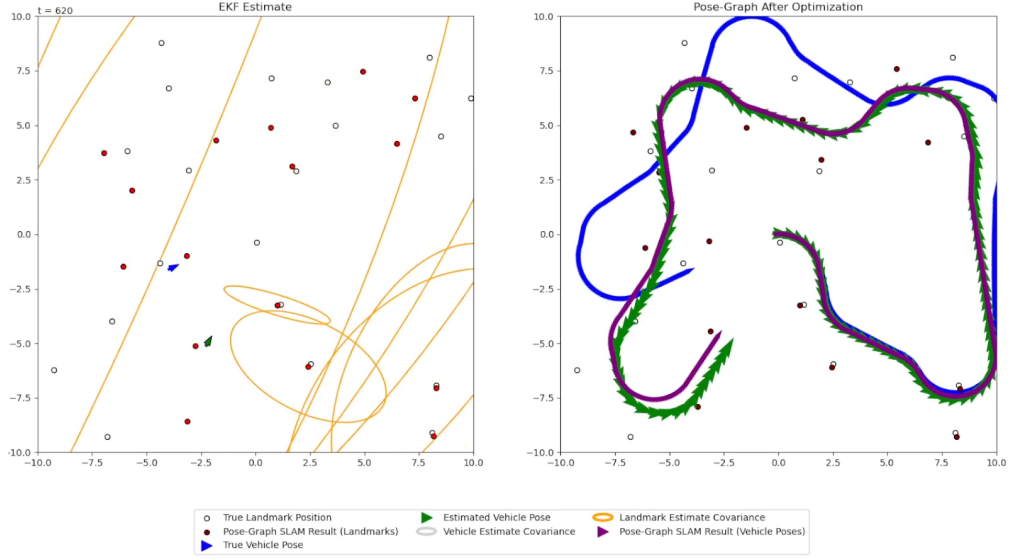 EKF Estimate
t = 620
10.0
7.5
5.0
2.5
0.0
-2.5
-5.0
-7.5
-10.0
-10.0 -7.5 -5.0 -2.5 0.0 2.5 5.0 7.5 10.0
Pose-Graph After Optimization
10.0
7.5
5.0
2.5
0.0
-2.5
-5.0
-7.5
-10.0
-10.0 -7.5 -5.0 -2.5 0.0 2.5 5.0 7.5 10.0
True Landmark Position
Pose-Graph SLAM Result (Landmarks)
True Vehicle Pose
Estimated Vehicle Pose
Vehicle Estimate Covariance
Landmark Estimate Covariance
Pose-Graph SLAM Result (Vehicle Poses)